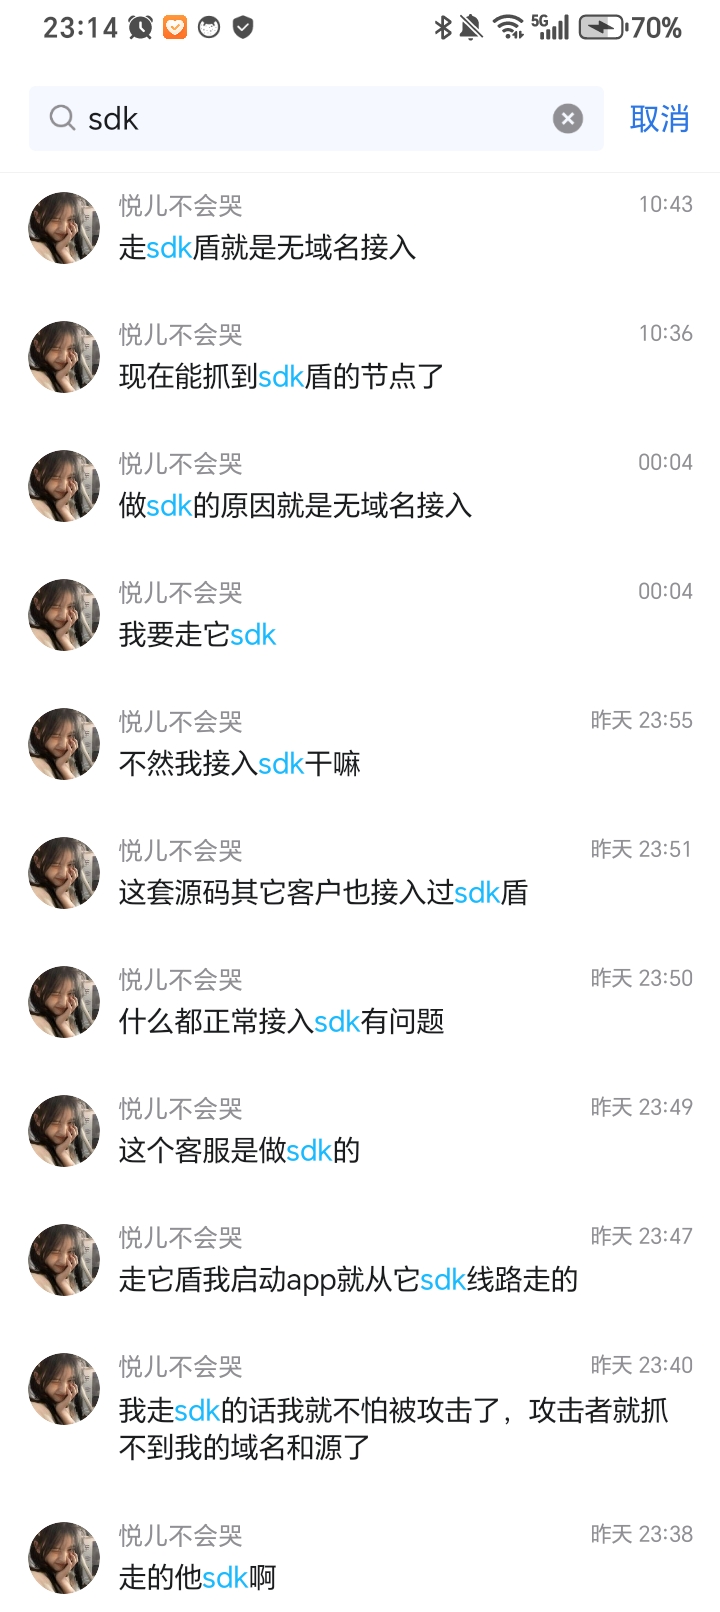 23:14 5G 70%
sdk 取消
悦儿不会哭 10:43
走sdk盾就是无域名接入
悦儿不会哭 10:36
现在能抓到sdk盾的节点了
悦儿不会哭 00:04
做sdk的原因就是无域名接入
悦儿不会哭 00:04
我要走它sdk
悦儿不会哭 昨天 23:55
不然我接入sdk干嘛
悦儿不会哭 昨天 23:51
这套源码其它客户也接入过sdk盾
悦儿不会哭 昨天 23:50
什么都正常接入sdk有问题
悦儿不会哭 昨天 23:49
这个客服是做sdk的
悦儿不会哭 昨天 23:47
走它盾我启动app就从它sdk线路走的
悦儿不会哭 昨天 23:40
我走sdk的话我就不怕被攻击了，攻击者就抓
不到我的域名和源了
悦儿不会哭 昨天 23:38
走的他sdk啊